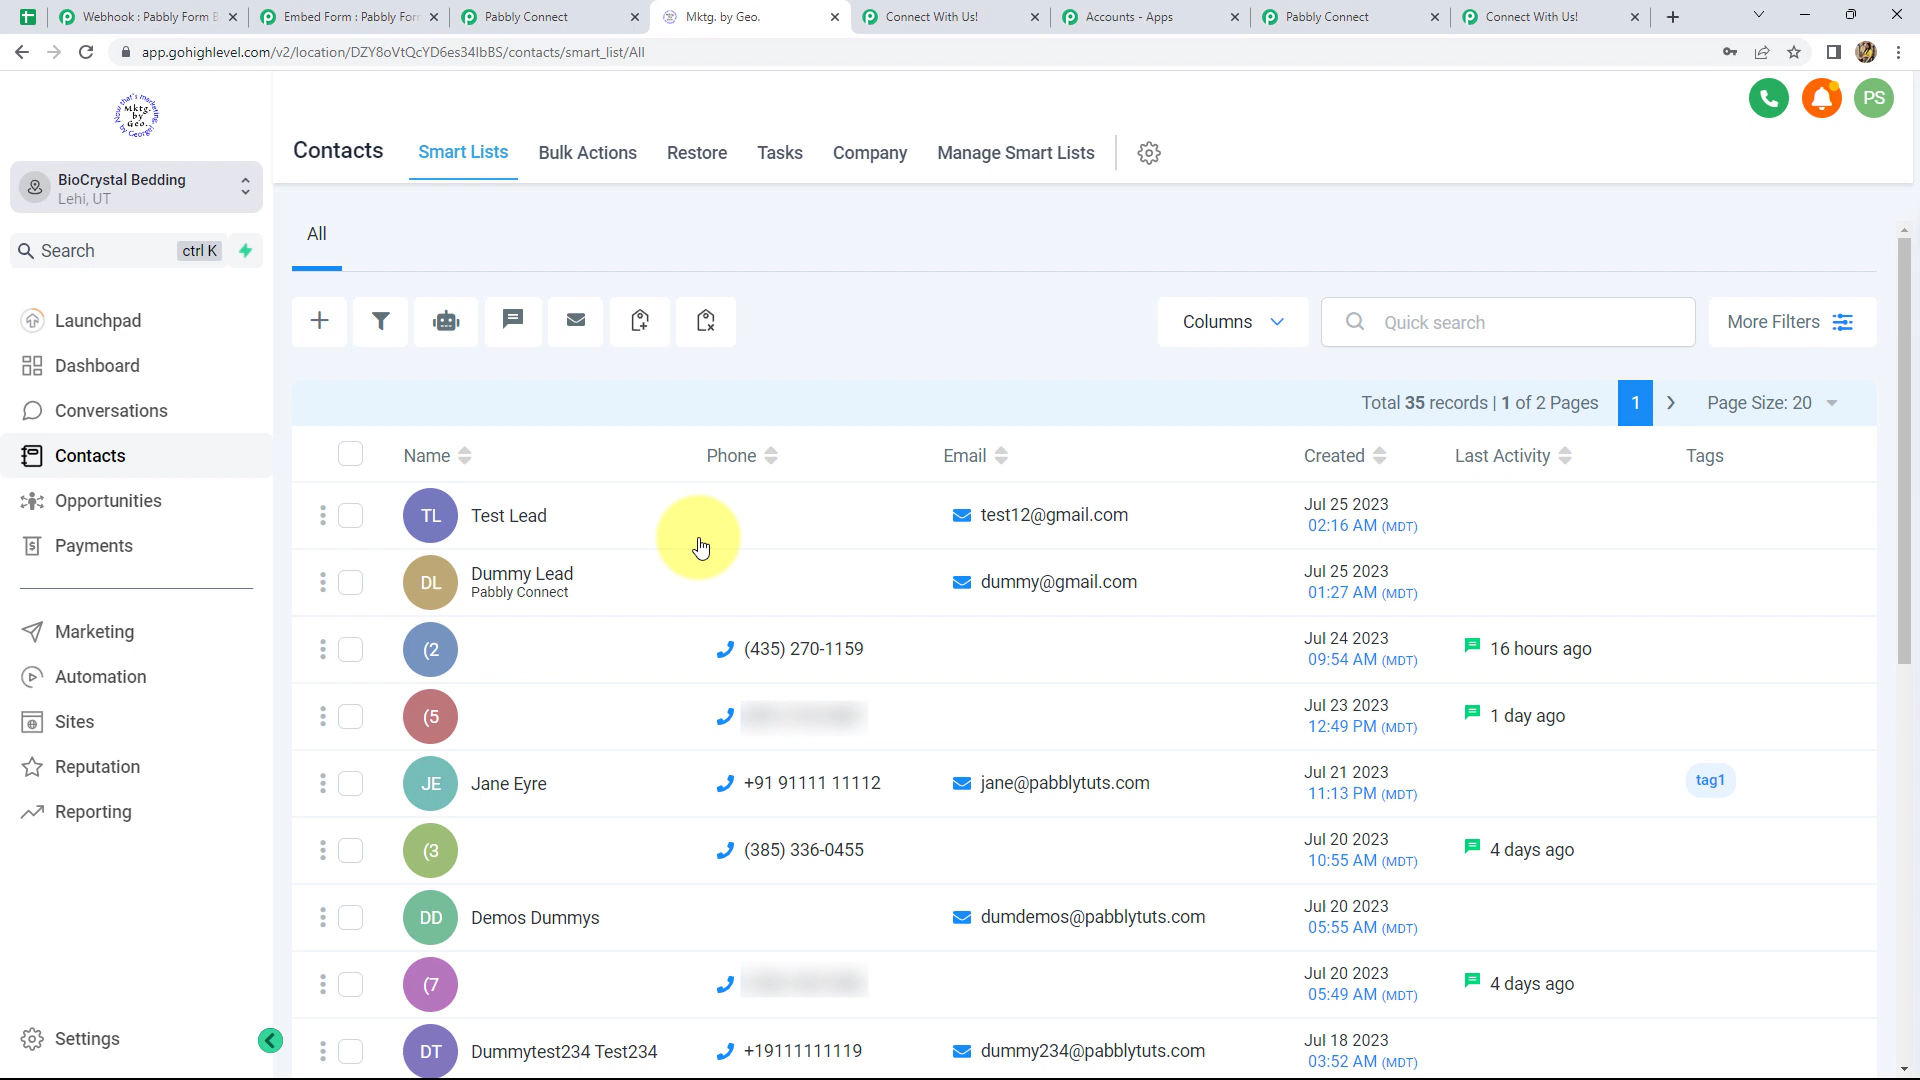 Webhook : Pabbly Form B
Embed Form : Pabbly For
Pabbly Connect
Mktg. by Geo.
Connect With Us!
Accounts - Apps
Pabbly Connect
Connect With Us!
app.gohighlevel.com/v2/location/DZY8oVtQcYD6es34IbBS/contacts/smart_list/All
Now that's marketing
Mktg.
by
Geo.
by George!
PS
Contacts
Smart Lists
Bulk Actions
Restore
Tasks
Company
Manage Smart Lists
BioCrystal Bedding
Lehi, UT
Search
ctrl K
Launchpad
Dashboard
Conversations
Contacts
Opportunities
Payments
Marketing
Automation
Sites
Reputation
Reporting
Settings
All
Columns
Quick search
More Filters
Total 35 records | 1 of 2 Pages
1
Page Size: 20
Name
Phone
Email
Created
Last Activity
Tags
TL
Test Lead
test12@gmail.com
Jul 25 2023
02:16 AM (MDT)
DL
Dummy Lead
Pabbly Connect
dummy@gmail.com
Jul 25 2023
01:27 AM (MDT)
(2
(435) 270-1159
Jul 24 2023
09:54 AM (MDT)
16 hours ago
(5
Jul 23 2023
12:49 PM (MDT)
1 day ago
JE
Jane Eyre
+91 91111 11112
jane@pabblytuts.com
Jul 21 2023
11:13 PM (MDT)
tag1
(3
(385) 336-0455
Jul 20 2023
10:55 AM (MDT)
4 days ago
DD
Demos Dummys
dumdemos@pabblytuts.com
Jul 20 2023
05:55 AM (MDT)
(7
Jul 20 2023
05:49 AM (MDT)
4 days ago
DT
Dummytest234 Test234
+19111111119
dummy234@pabblytuts.com
Jul 18 2023
03:52 AM (MDT)